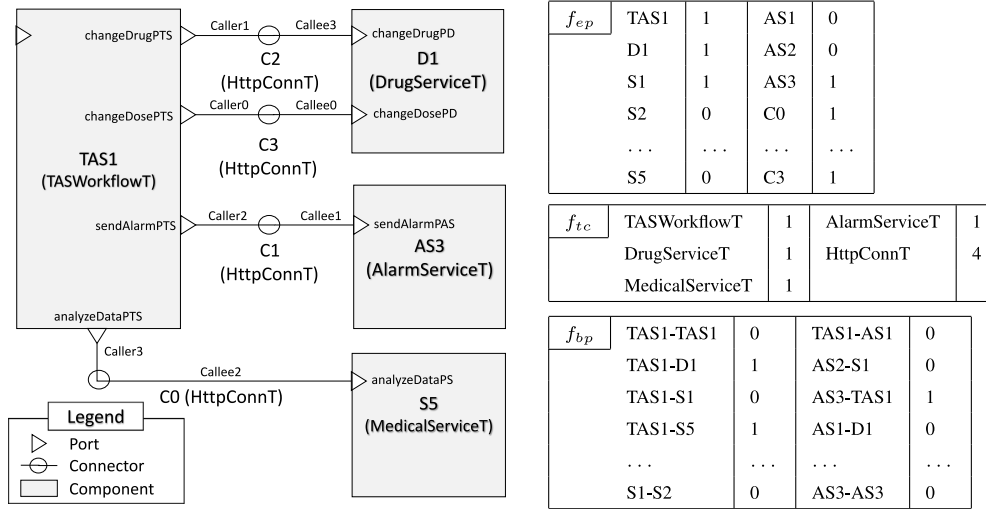 Caller1
Callee3
changeDrugPTS
changeDrugPD
C2
(HttpConnT)
D1
(DrugServiceT)
Caller0
Callee0
changeDosePTS
changeDosePD
C3
(HttpConnT)
TAS1
(TASWorkflowT)
Caller2
Callee1
sendAlarmPTS
sendAlarmPAS
C1
(HttpConnT)
AS3
(AlarmServiceT)
analyzeDataPTS
Caller3
Callee2
analyzeDataPS
C0 (HttpConnT)
S5
(MedicalServiceT)
Legend
Port
Connector
Component
f_ep TAS1 1 AS1 0
D1 1 AS2 0
S1 1 AS3 1
S2 0 C0 1
... ... ... ...
S5 0 C3 1
f_tc TASWorkflowT 1 AlarmServiceT 1
DrugServiceT 1 HttpConnT 4
MedicalServiceT 1
f_bp TAS1-TAS1 0 TAS1-AS1 0
TAS1-D1 1 AS2-S1 0
TAS1-S1 0 AS3-TAS1 1
TAS1-S5 1 AS1-D1 0
... ... ... ...
S1-S2 0 AS3-AS3 0